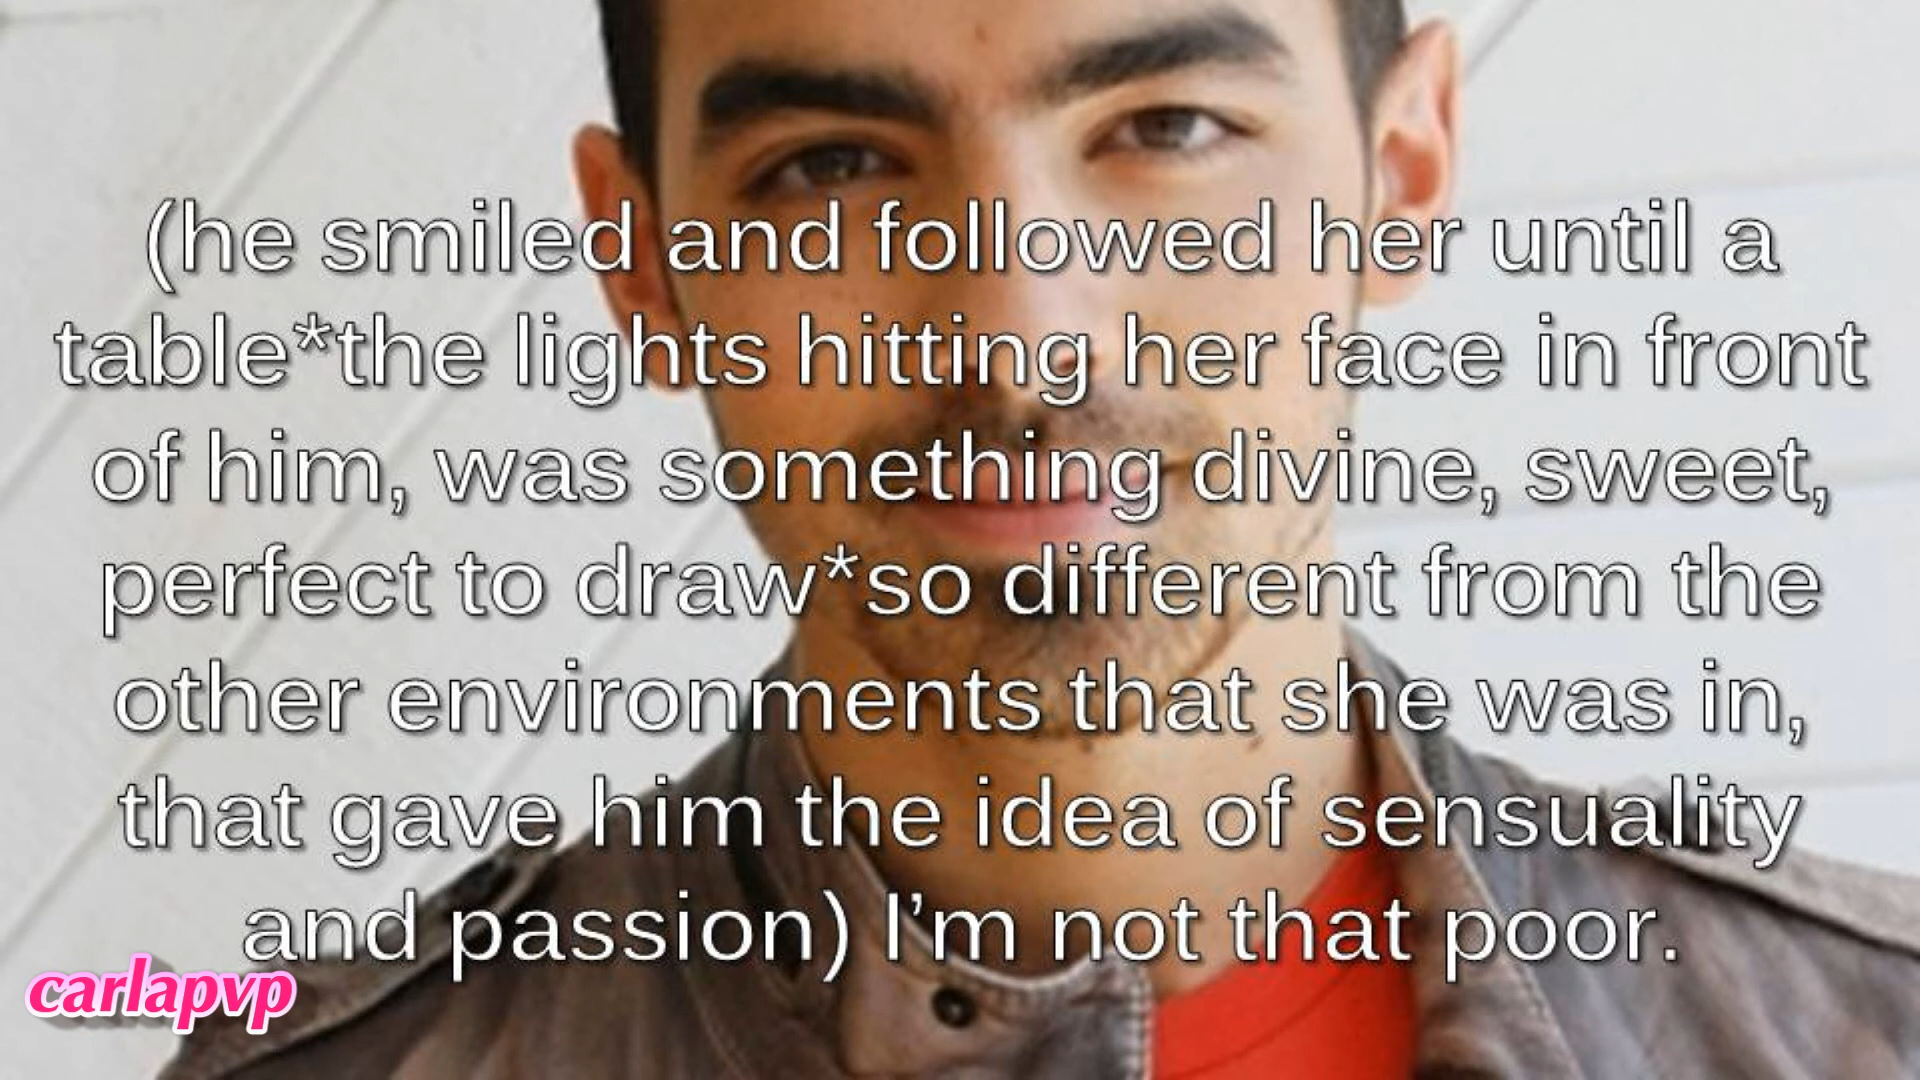 (he smiled and followed her until a
table*the lights hitting her face in front
of him, was something divine, sweet,
perfect to draw*so different from the
other environments that she was in,
that gave him the idea of sensuality
and passion) I’m not that poor.
carlapvp